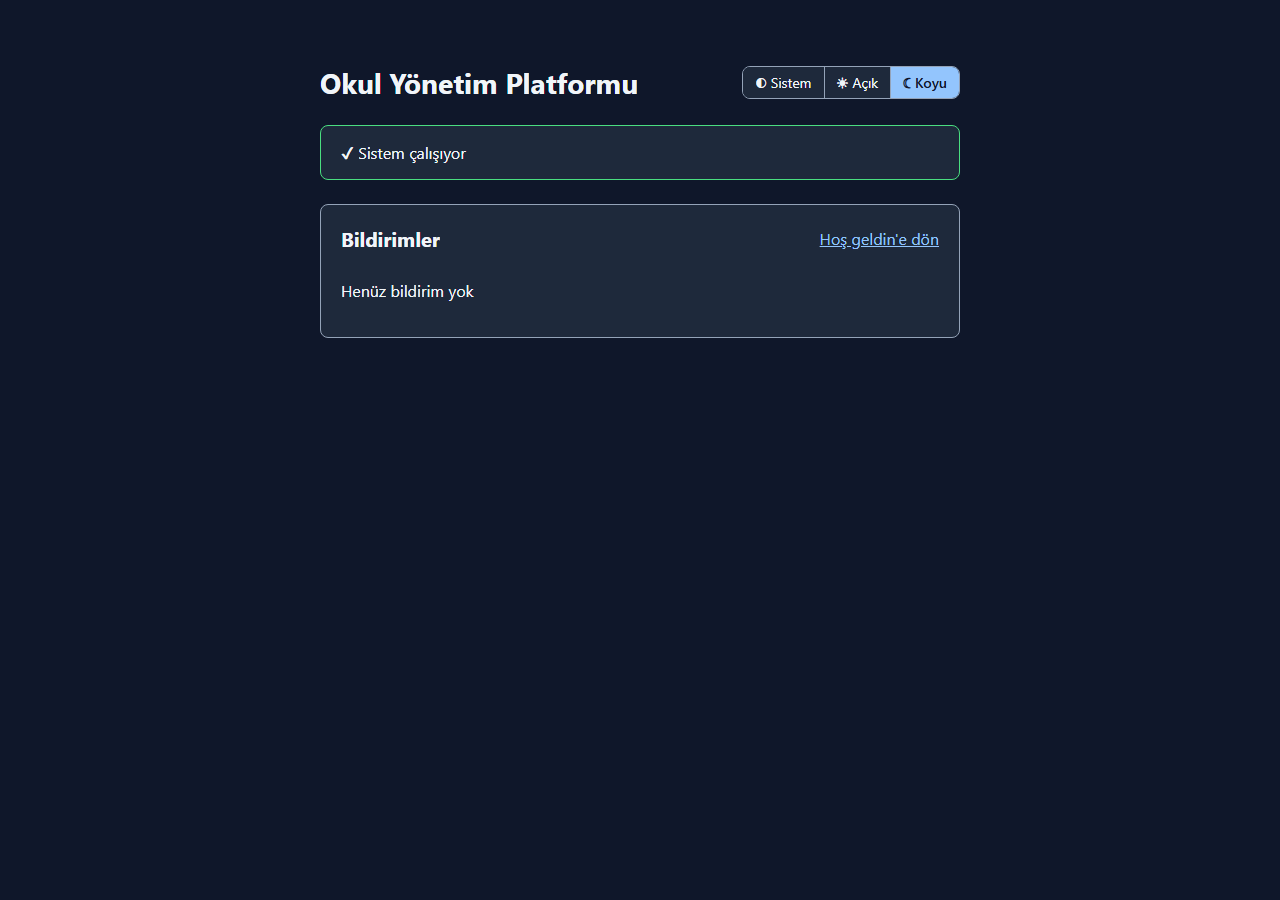 Okul Yönetim Platformu
◐ Sistem ☀ Açık ☾ Koyu
✓ Sistem çalışıyor
Bildirimler
Hoş geldin'e dön
Henüz bildirim yok